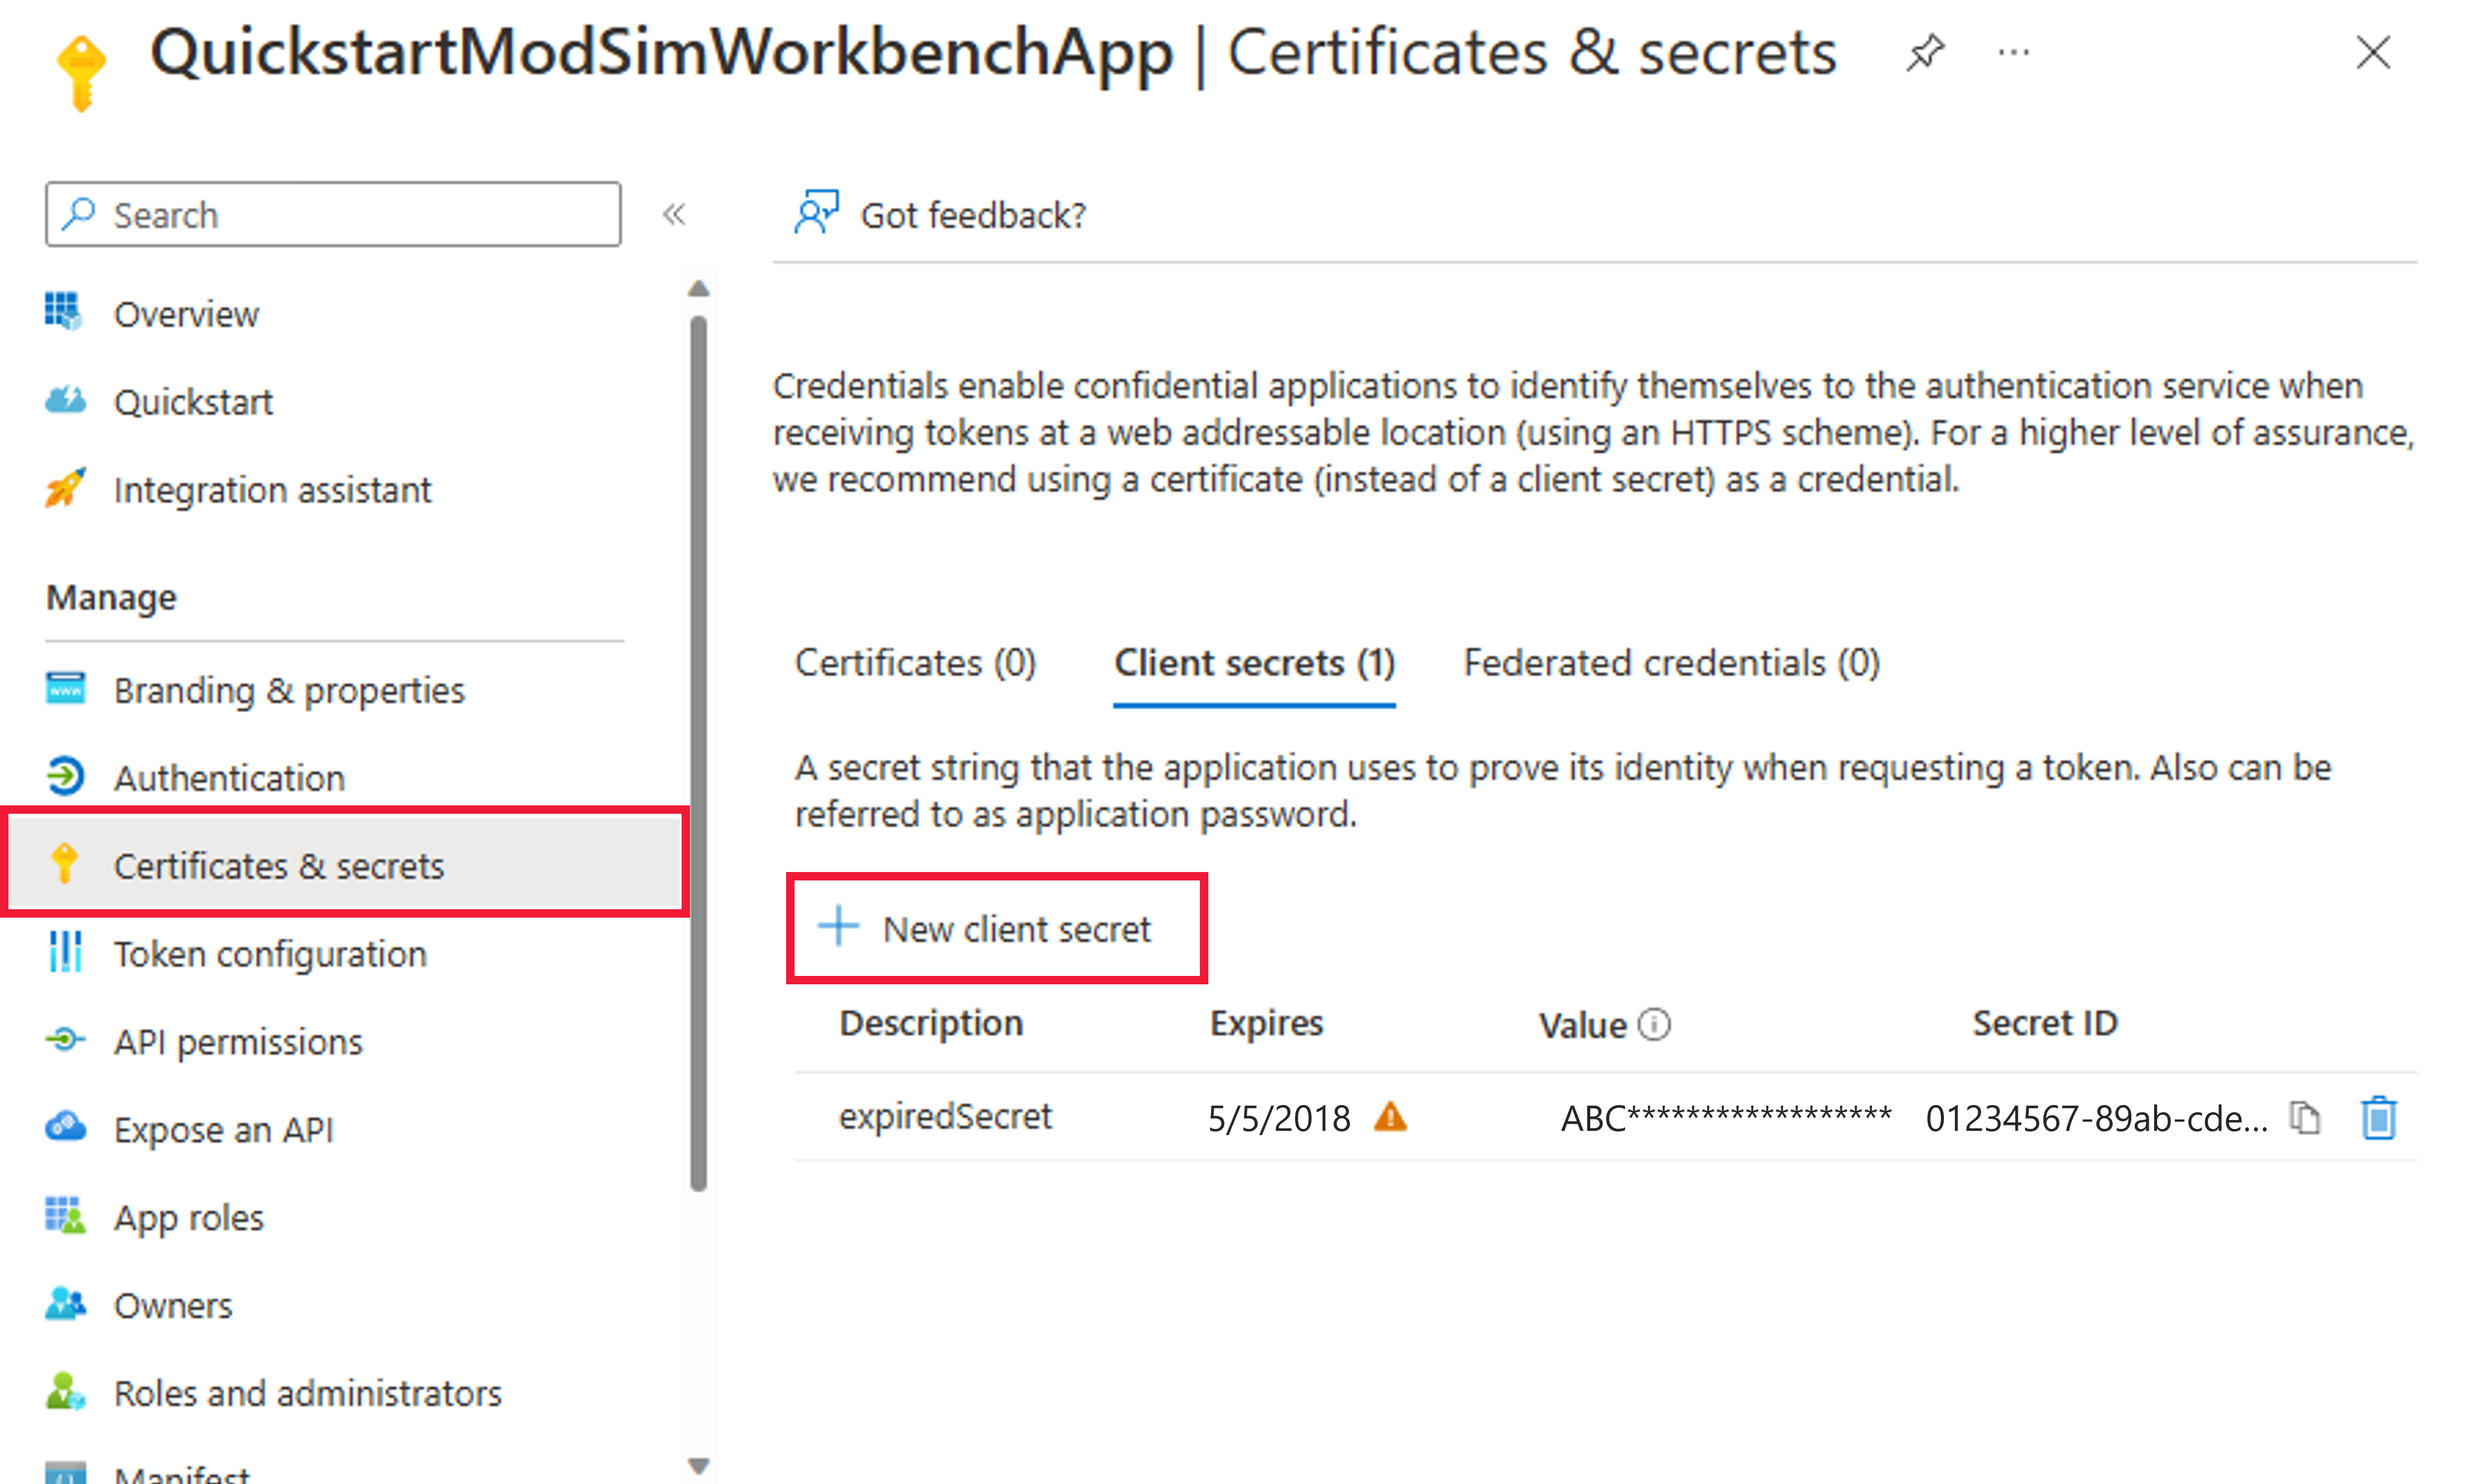 QuickstartModSimWorkbenchApp | Certificates & secrets
Search
Overview
Quickstart
Integration assistant
Manage
Branding & properties
Authentication
Certificates & secrets
Token configuration
API permissions
Expose an API
App roles
Owners
Roles and administrators
Manifest
Got feedback?
Credentials enable confidential applications to identify themselves to the authentication service when
receiving tokens at a web addressable location (using an HTTPS scheme). For a higher level of assurance,
we recommend using a certificate (instead of a client secret) as a credential.
Certificates (0) Client secrets (1) Federated credentials (0)
A secret string that the application uses to prove its identity when requesting a token. Also can be
referred to as application password.
New client secret
Description Expires Value Secret ID
expiredSecret 5/5/2018 ABC****************** 01234567-89ab-cde...